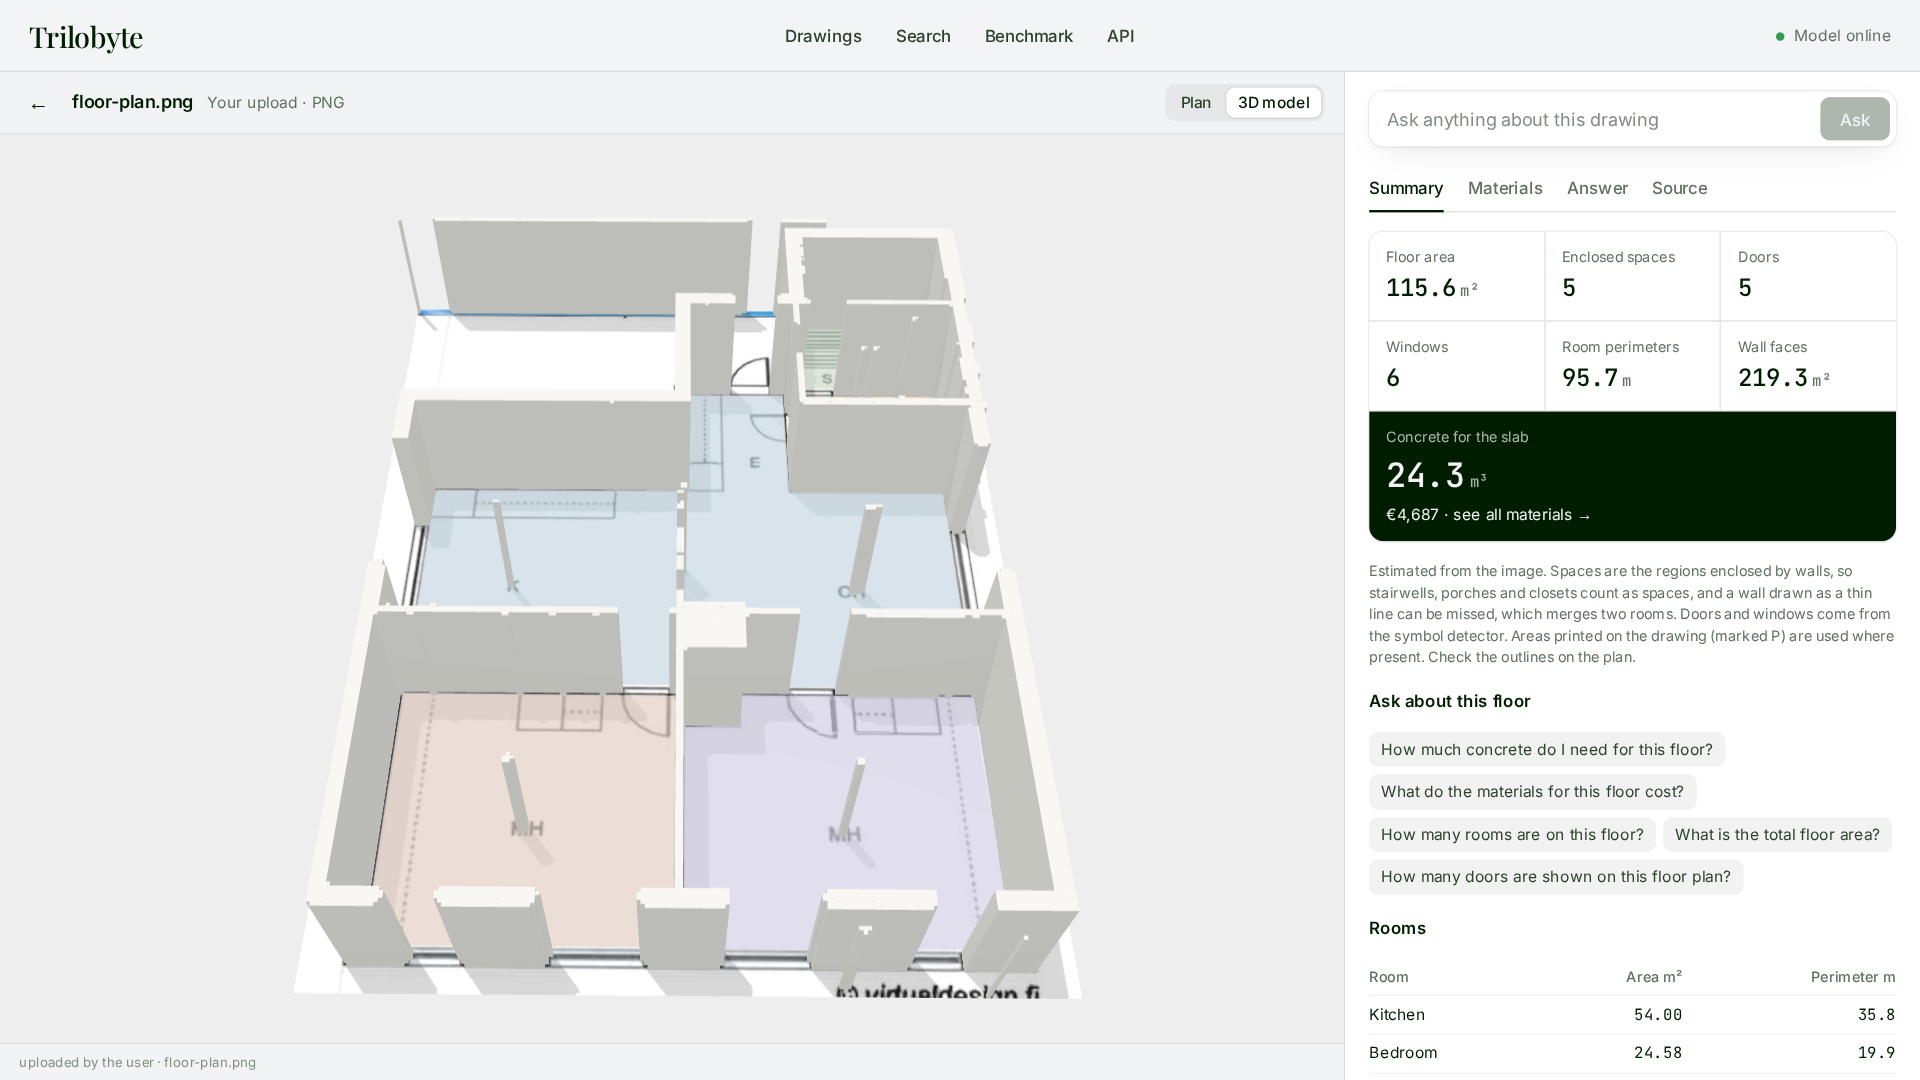 Trilobyte
Drawings Search Benchmark API
Model online
← floor-plan.png Your upload · PNG
Plan 3D model
Ask anything about this drawing
Ask
Summary Materials Answer Source
Floor area
115.6 m²
Enclosed spaces
5
Doors
5
Windows
6
Room perimeters
95.7 m
Wall faces
219.3 m²
Concrete for the slab
24.3 m³
€4,687 · see all materials →
Estimated from the image. Spaces are the regions enclosed by walls, so
stairwells, porches and closets count as spaces, and a wall drawn as a thin
line can be missed, which merges two rooms. Doors and windows come from
the symbol detector. Areas printed on the drawing (marked P) are used where
present. Check the outlines on the plan.
Ask about this floor
How much concrete do I need for this floor?
What do the materials for this floor cost?
How many rooms are on this floor? What is the total floor area?
How many doors are shown on this floor plan?
Rooms
Room Area m² Perimeter m
Kitchen 54.00 35.8
Bedroom 24.58 19.9
S
E
K
MH
MH
virtualdesign.fi
uploaded by the user · floor-plan.png